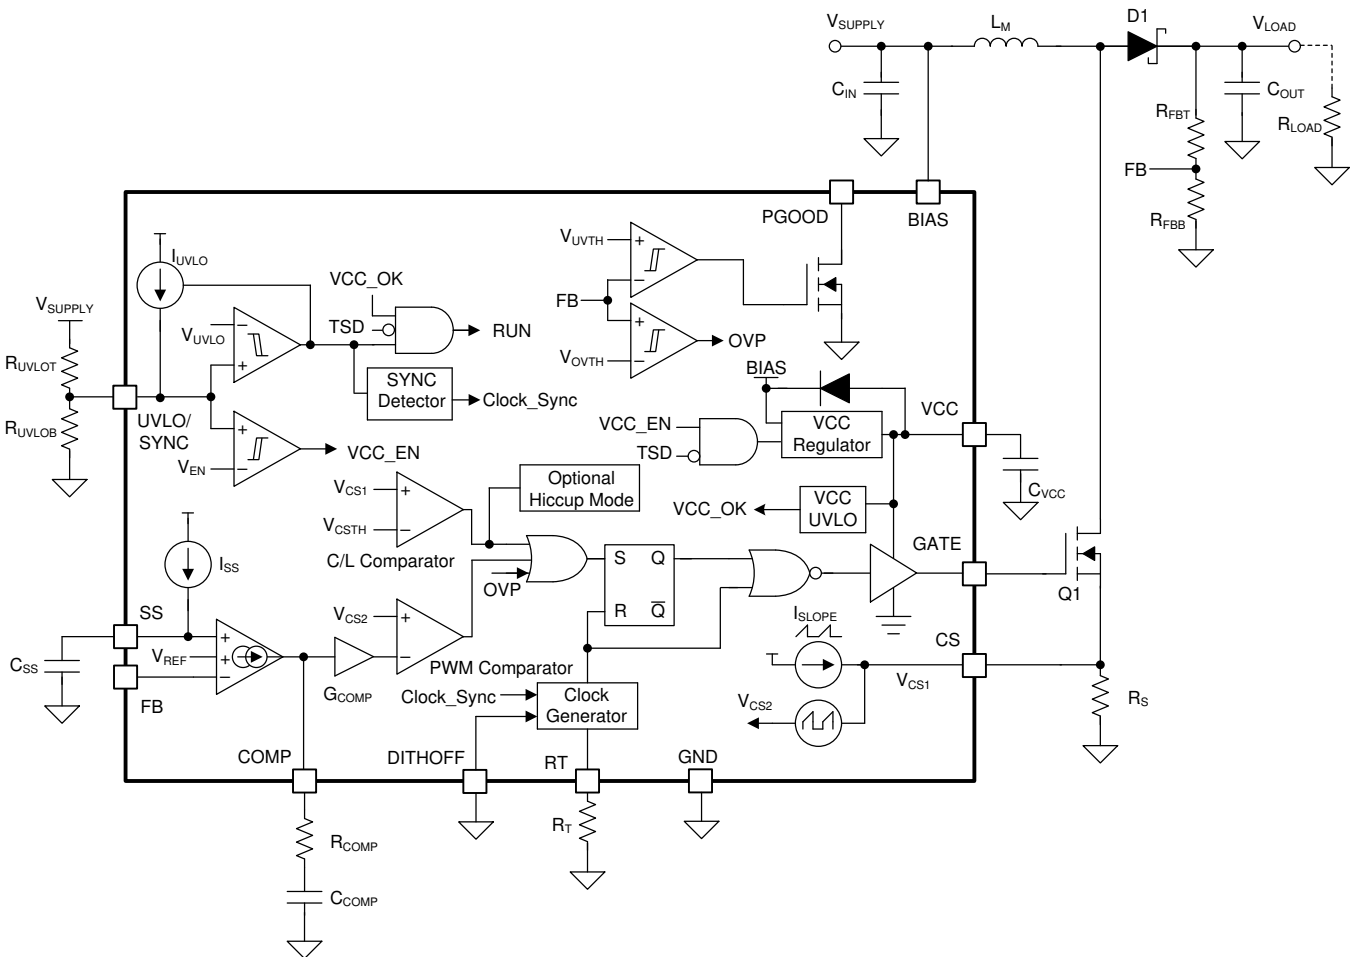 VSUPPLY
LM
D1
VLOAD
CIN
RFBT
COUT
RLOAD
FB
RFBB
PGOOD
BIAS
IUVLO
VUVTH
+
−
VCC_OK
FB
VSUPPLY
TSD
RUN
VUVLO
−
+
+
−
OVP
VOVTH
RUVLOT
SYNC
Detector
Clock_Sync
BIAS
UVLO/
SYNC
RUVLOB
VCC_EN
TSD
VCC
Regulator
VCC
+
−
VEN
VCC_EN
CVCC
VCS1
+
VCSTH
−
Optional
Hiccup Mode
VCC_OK
VCC
UVLO
C/L Comparator
GATE
ISS
OVP
S
Q
R
Q
Q1
SS
VCS2
+
−
ISLOPE
CS
CSS
VREF
+
+
−
FB
GCOMP
PWM Comparator
Clock_Sync
Clock
Generator
VCS1
VCS2
RS
COMP
DITHOFF
RT
GND
RT
RCOMP
CCOMP